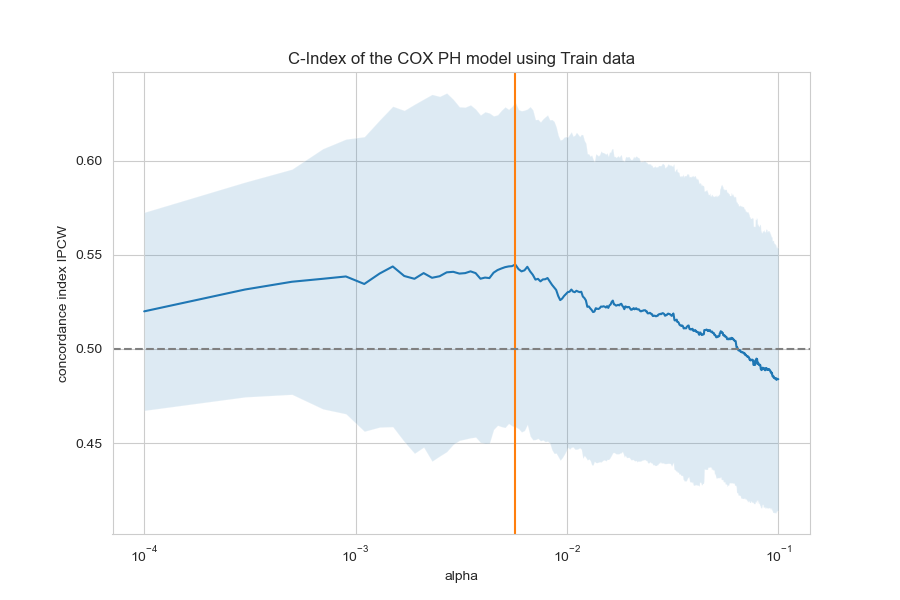 C-Index of the COX PH model using Train data
concordance index IPCW
0.60
0.55
0.50
0.45
10⁻⁴
10⁻³
10⁻²
10⁻¹
alpha